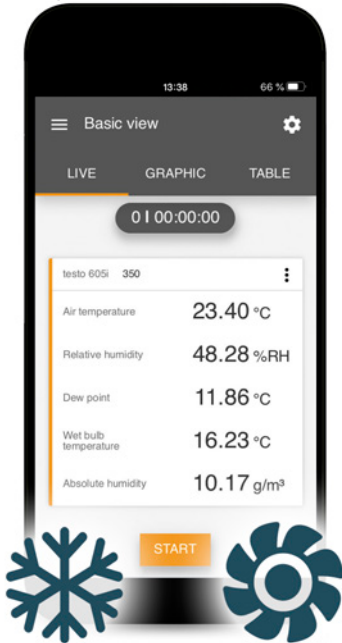 13:38 66 %
Basic view
LIVE GRAPHIC TABLE
0 I 00:00:00
testo 605i 350
Air temperature 23.40 °C
Relative humidity 48.28 %RH
Dew point 11.86 °C
Wet bulb
temperature 16.23 °C
Absolute humidity 10.17 g/m³
START